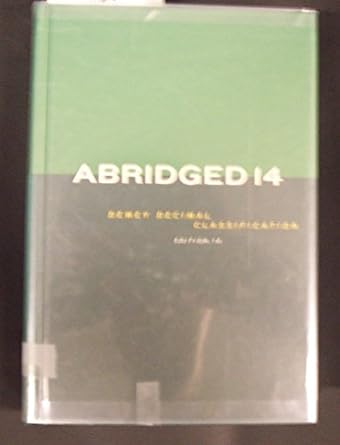 ABRIDGED 14
DEWEY DECIMAL
CLASSIFICATION